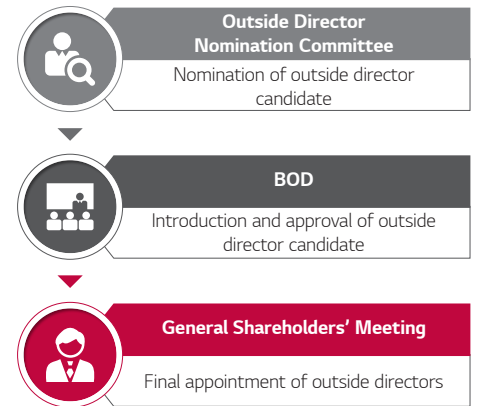 Outside Director
Nomination Committee
Nomination of outside director
candidate
BOD
Introduction and approval of outside
director candidate
General Shareholders’ Meeting
Final appointment of outside directors